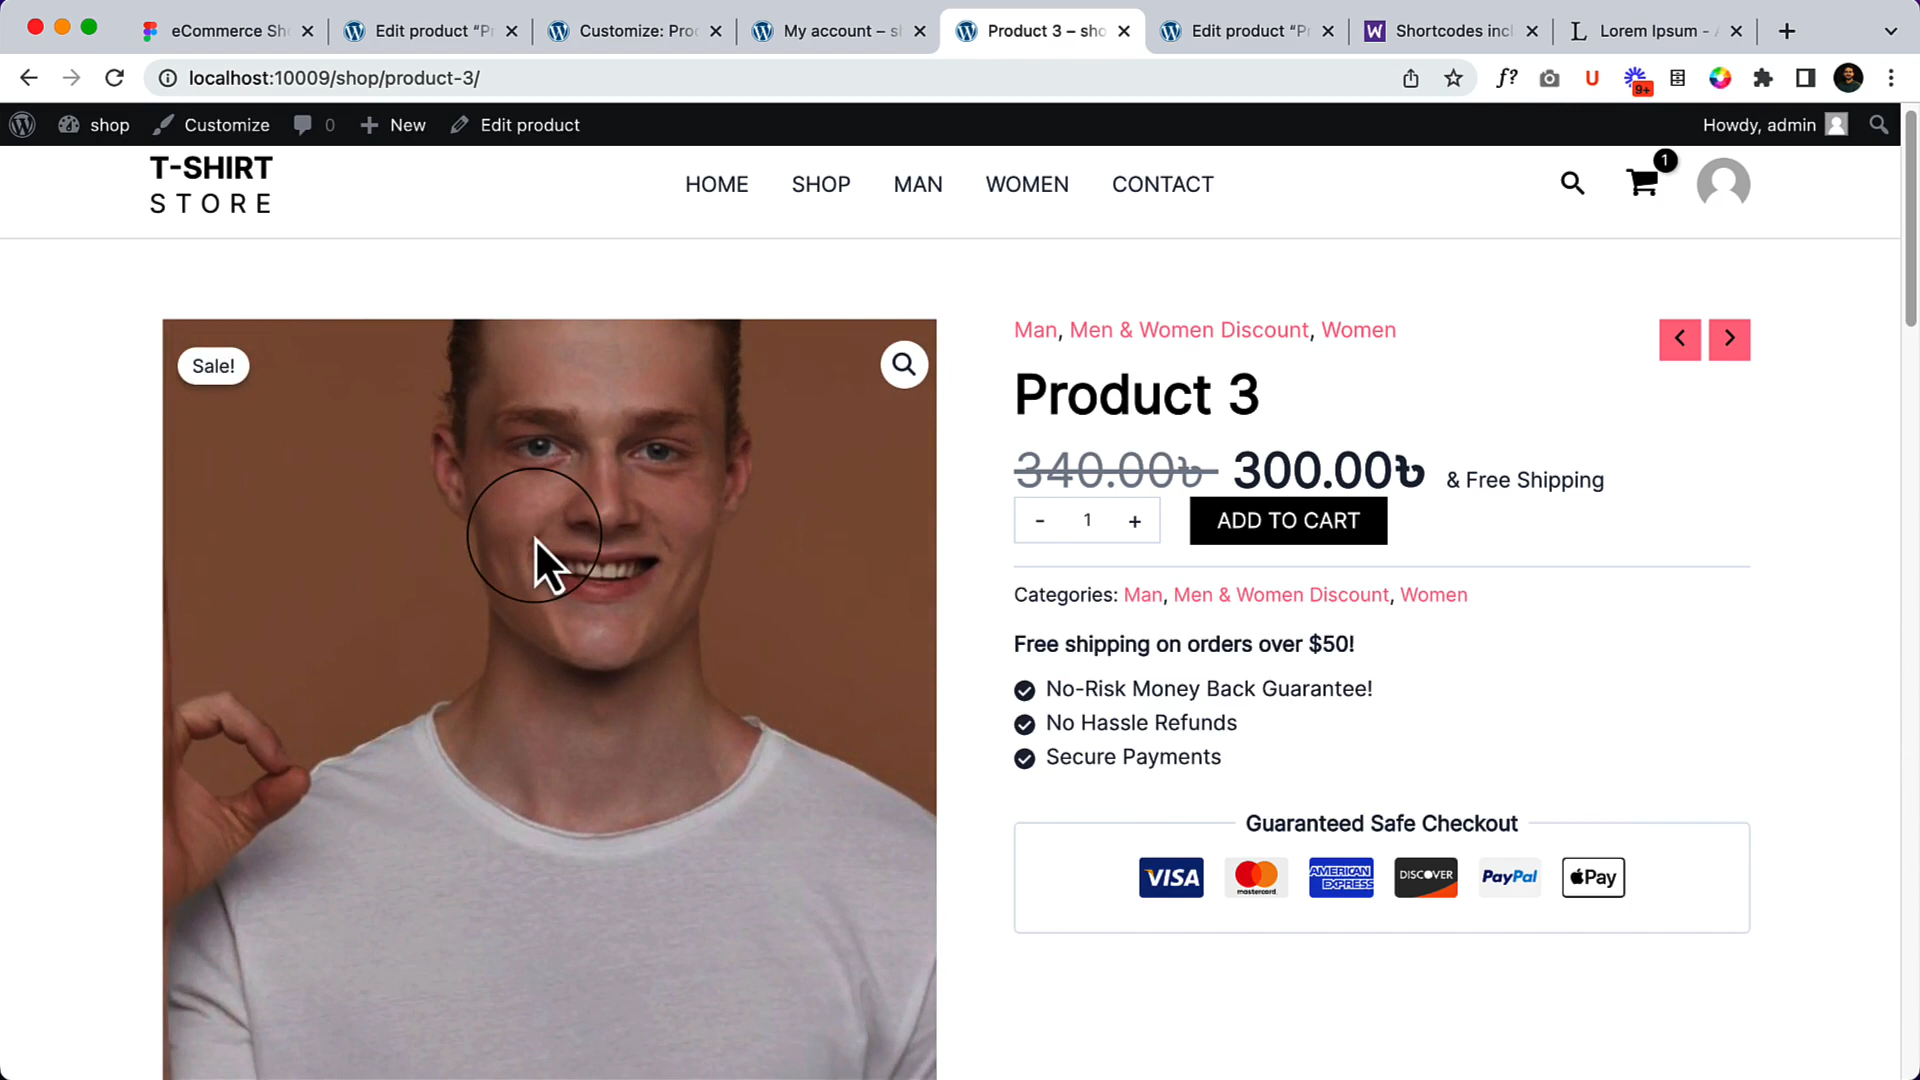 eCommerce Sh
Edit product “Pr
Customize: Pro
My account – s
Product 3 – sho
Edit product “Pr
Shortcodes incl
Lorem Ipsum - A
localhost:10009/shop/product-3/
f?
U
9+
shop
Customize
0
New
Edit product
Howdy, admin
T-SHIRT
STORE
HOME
SHOP
MAN
WOMEN
CONTACT
1
Sale!
Man, Men & Women Discount, Women
Product 3
340.00৳ 300.00৳ & Free Shipping
- 1 +
ADD TO CART
Categories: Man, Men & Women Discount, Women
Free shipping on orders over $50!
No-Risk Money Back Guarantee!
No Hassle Refunds
Secure Payments
Guaranteed Safe Checkout
VISA
mastercard
AMERICAN EXPRESS
DISCOVER
PayPal
Pay